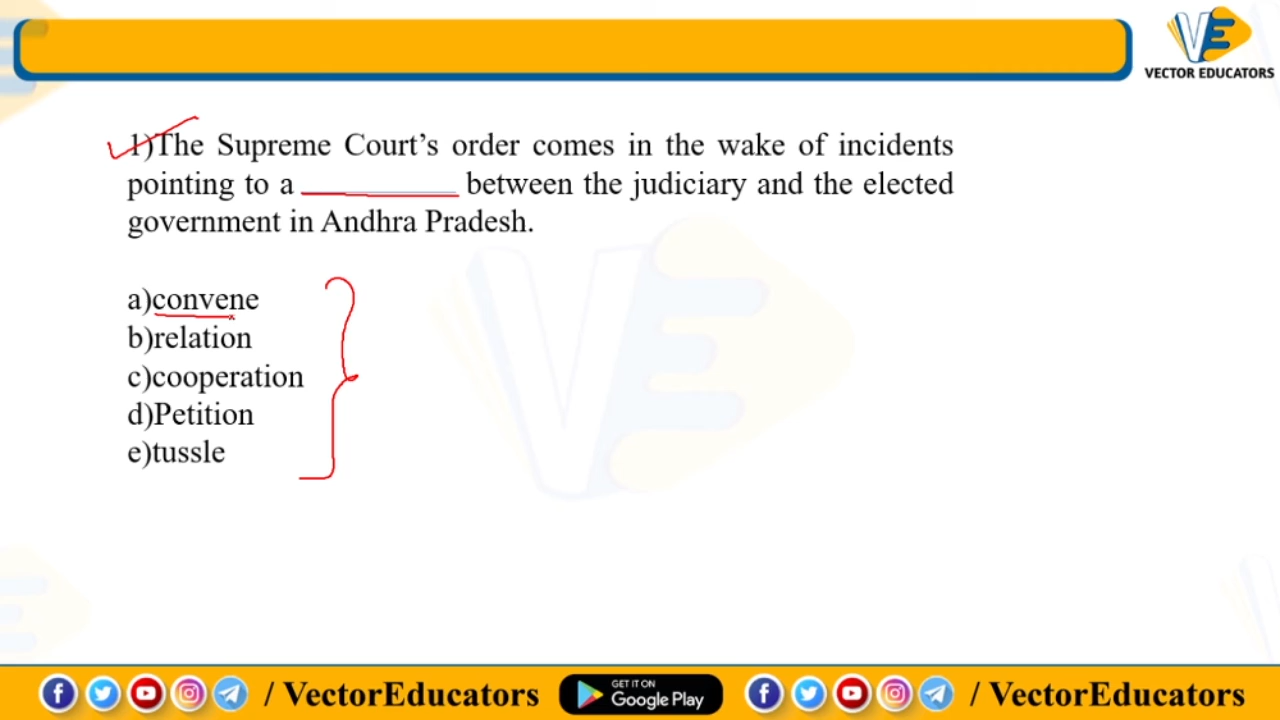 VE
VECTOR EDUCATORS
1)The Supreme Court’s order comes in the wake of incidents
pointing to a __________ between the judiciary and the elected
government in Andhra Pradesh.
a)convene
b)relation
c)cooperation
d)Petition
e)tussle
/ VectorEducators GET IT ON Google Play / VectorEducators